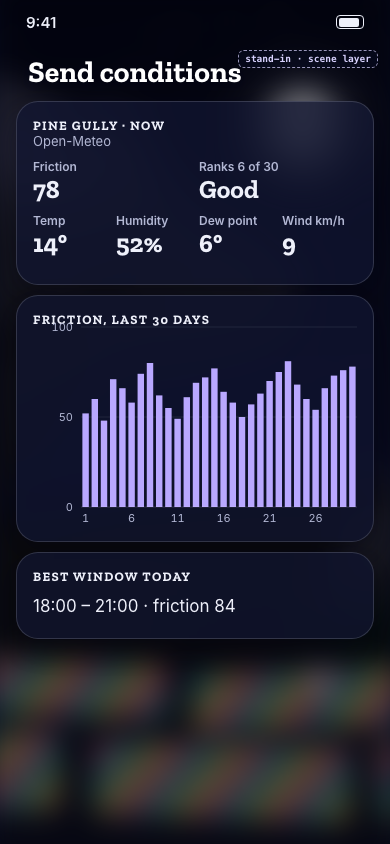 9:41
stand-in · scene layer
Send conditions
PINE GULLY · NOW
Open-Meteo
Friction Ranks 6 of 30
78 Good
Temp Humidity Dew point Wind km/h
14° 52% 6° 9
FRICTION, LAST 30 DAYS
100
50
0
1 6 11 16 21 26
BEST WINDOW TODAY
18:00 – 21:00 · friction 84